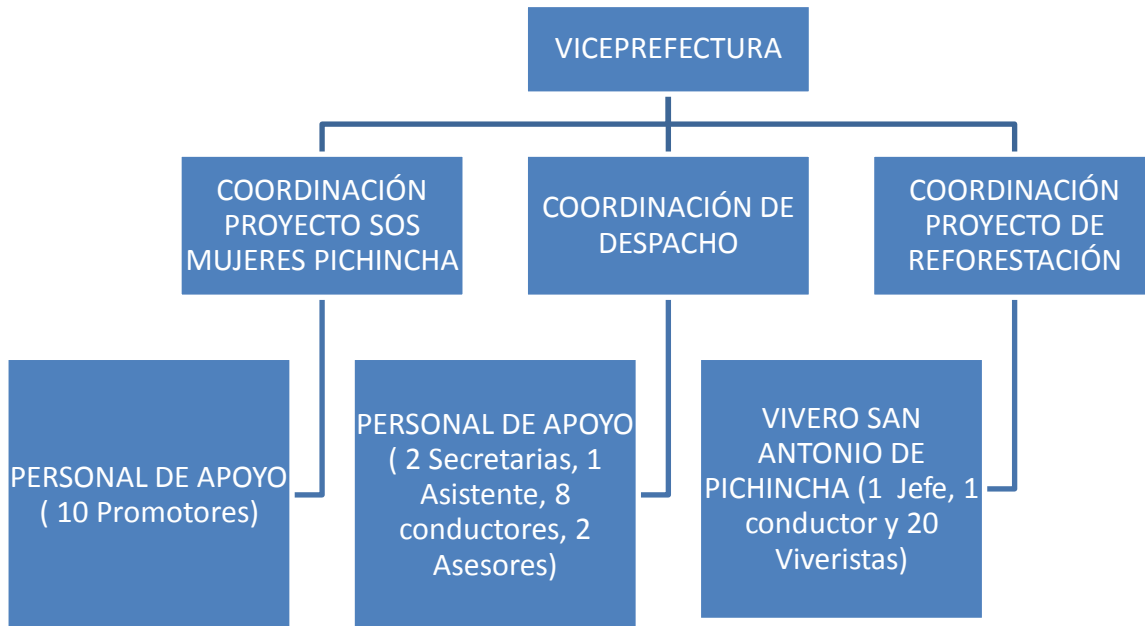 VICEPREFECTURA
COORDINACIÓN
PROYECTO SOS
MUJERES PICHINCHA
COORDINACIÓN DE
DESPACHO
COORDINACIÓN
PROYECTO DE
REFORESTACIÓN
PERSONAL DE APOYO
( 10 Promotores)
PERSONAL DE APOYO
( 2 Secretarias, 1
Asistente, 8
conductores, 2
Asesores)
VIVERO SAN
ANTONIO DE
PICHINCHA (1 Jefe, 1
conductor y 20
Viveristas)